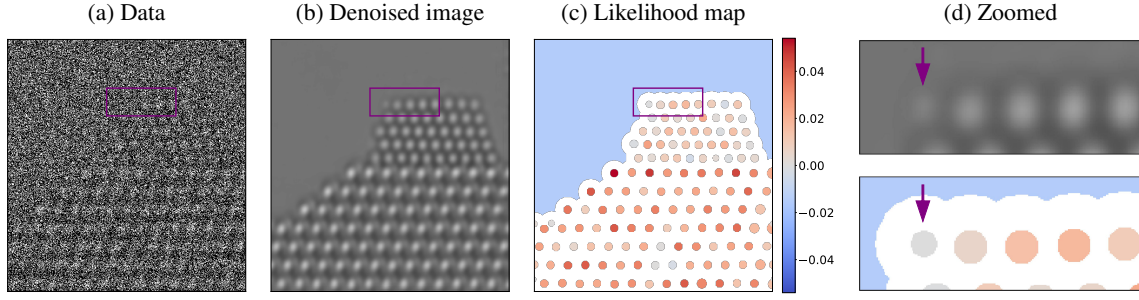 (a) Data
(b) Denoised image
(c) Likelihood map
(d) Zoomed
0.04
0.02
0.00
−0.02
−0.04